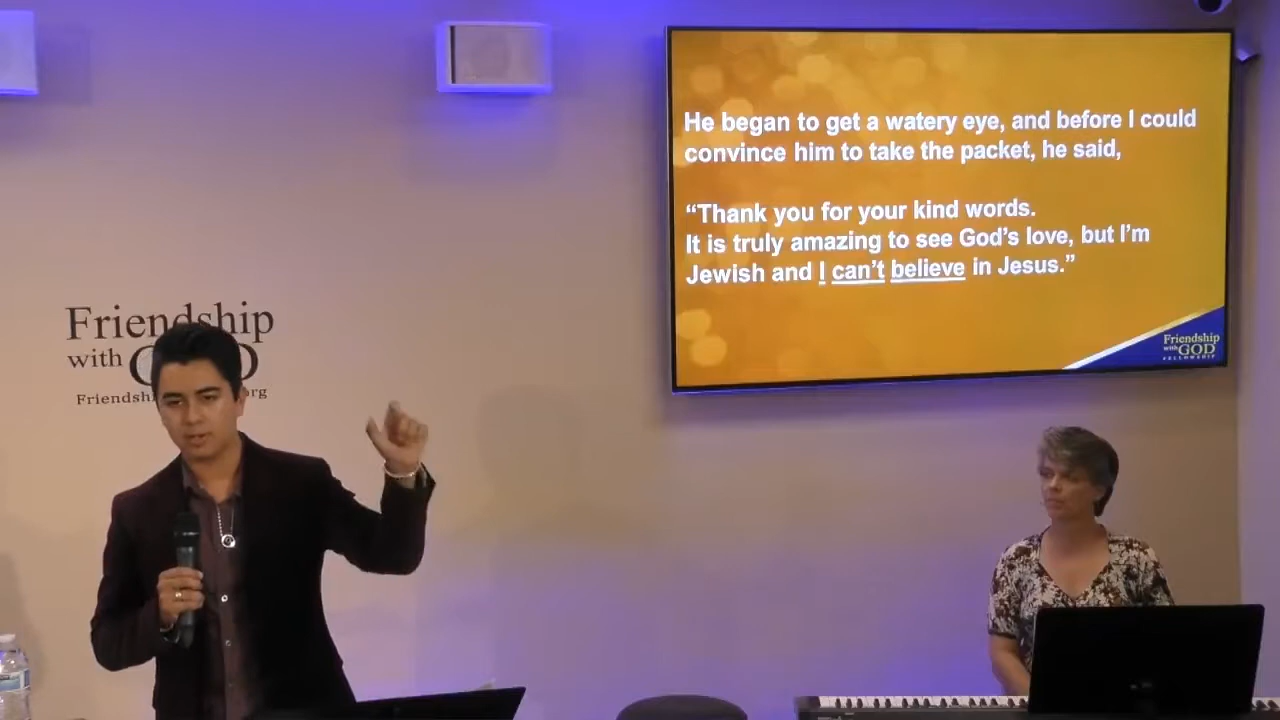 He began to get a watery eye, and before I could
convince him to take the packet, he said,
“Thank you for your kind words.
It is truly amazing to see God’s love, but I’m
Jewish and I can’t believe in Jesus.”
Friendship
with GOD
FELLOWSHIP
Friendship
with